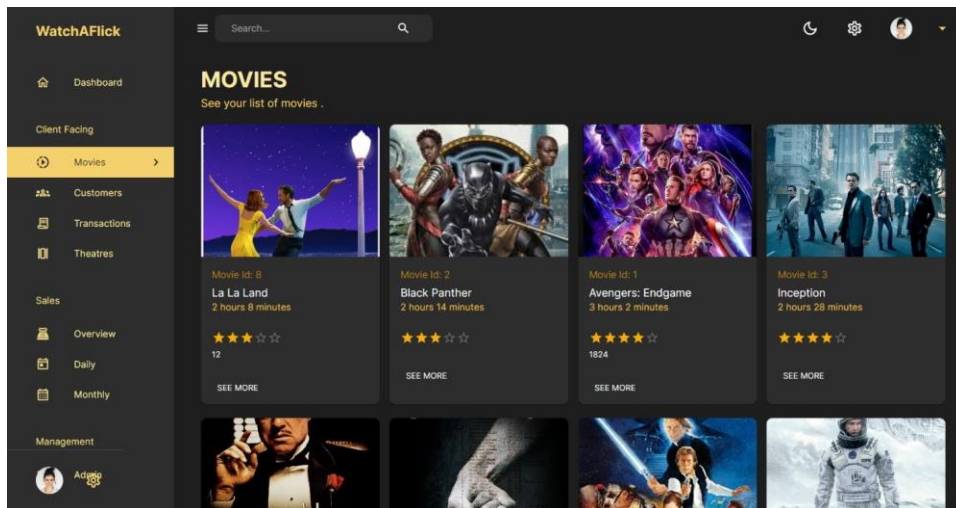 WatchAFlick
Search...
Dashboard
Client Facing
Movies
Customers
Transactions
Theatres
Sales
Overview
Daily
Monthly
Management
Admin
MOVIES
See your list of movies .
Movie Id: 8
La La Land
2 hours 8 minutes
12
SEE MORE
Movie Id: 2
Black Panther
2 hours 14 minutes
SEE MORE
Movie Id: 1
Avengers: Endgame
3 hours 2 minutes
1824
SEE MORE
Movie Id: 3
Inception
2 hours 28 minutes
SEE MORE